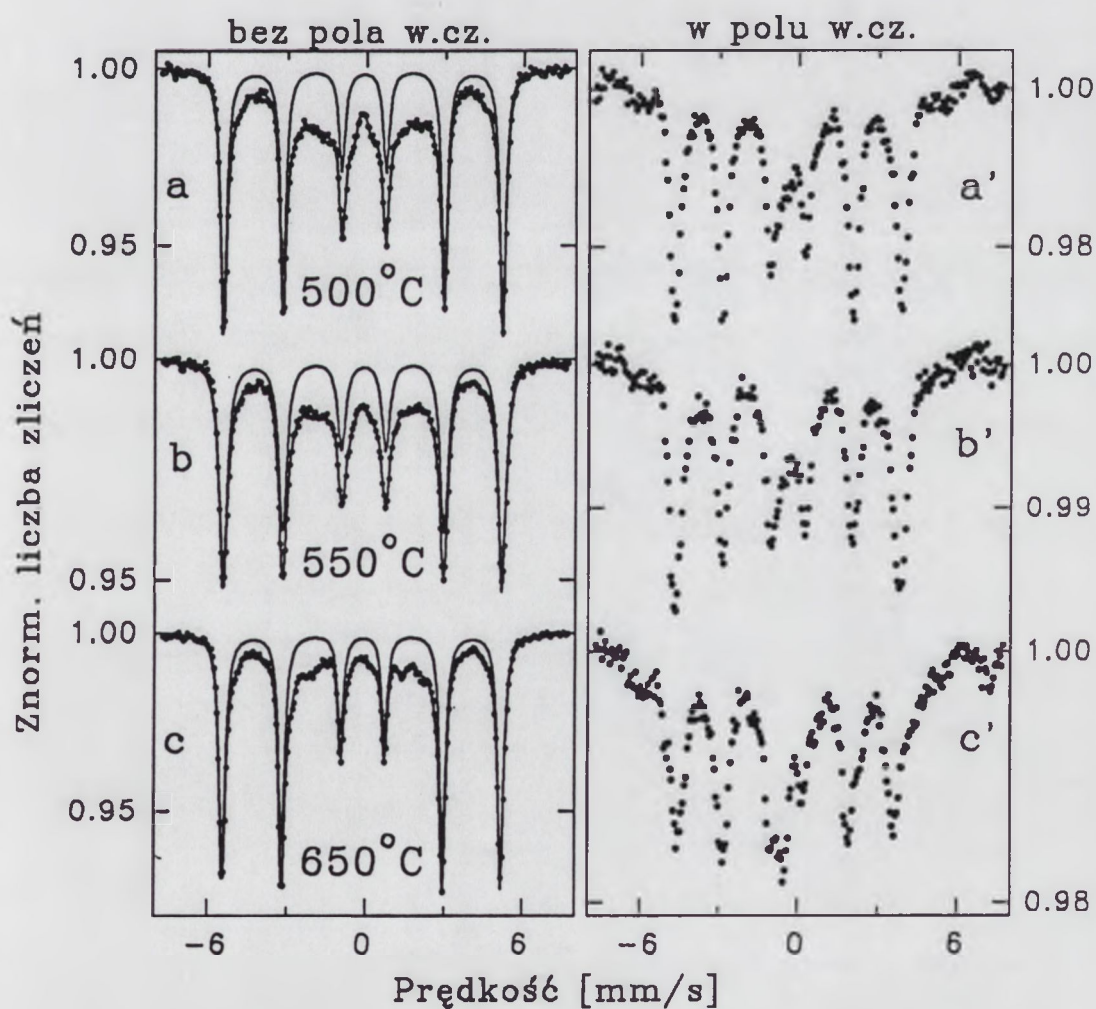 bez pola w.cz.
w polu w.cz.
1.00
0.95
a
500°C
1.00
0.95
b
550°C
1.00
0.95
c
650°C
a'
1.00
0.98
b'
1.00
0.99
c'
1.00
0.98
-6 0 6
-6 0 6
Prędkość [mm/s]
Znorm. liczba zliczeń